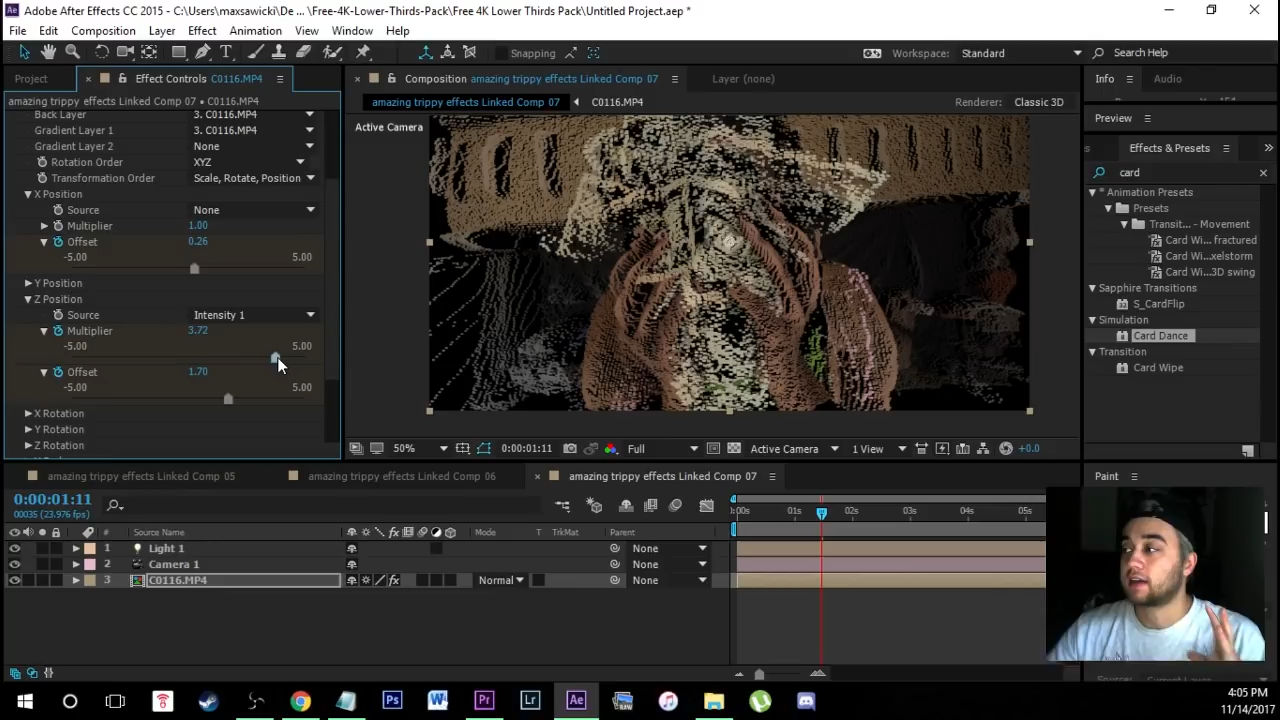 Adobe After Effects CC 2015 - C:\Users\maxsawicki\De ... \Free-4K-Lower-Thirds-Pack\Free 4K Lower Thirds Pack\Untitled Project.aep *
File Edit Composition Layer Effect Animation View Window Help
Snapping
Workspace: Standard
Search Help
Project
Effect Controls C0116.MP4
Composition amazing trippy effects Linked Comp 07
Layer (none)
Info
Audio
amazing trippy effects Linked Comp 07 • C0116.MP4
amazing trippy effects Linked Comp 07
C0116.MP4
Renderer: Classic 3D
Active Camera
Back Layer 3. C0116.MP4
Gradient Layer 1 3. C0116.MP4
Gradient Layer 2 None
Rotation Order XYZ
Transformation Order Scale, Rotate, Position
X Position
Source None
Multiplier 1.00
Offset 0.26
-5.00 5.00
Y Position
Z Position
Source Intensity 1
Multiplier 3.72
-5.00 5.00
Offset 1.70
-5.00 5.00
X Rotation
Y Rotation
Z Rotation
Preview
Effects & Presets
card
* Animation Presets
Presets
Transit... - Movement
Card Wi... fractured
Card Wi...xelstorm
Card Wi...3D swing
Sapphire Transitions
S_CardFlip
Simulation
Card Dance
Transition
Card Wipe
50%
0:00:01:11
Full
Active Camera
1 View
+0.0
amazing trippy effects Linked Comp 05
amazing trippy effects Linked Comp 06
amazing trippy effects Linked Comp 07
Paint
0:00:01:11
00035 (23.976 fps)
:00s 01s 02s 03s 04s 05s
# Source Name Mode T TrkMat Parent
1 Light 1 None
2 Camera 1 None
3 C0116.MP4 Normal None
4:05 PM
11/14/2017